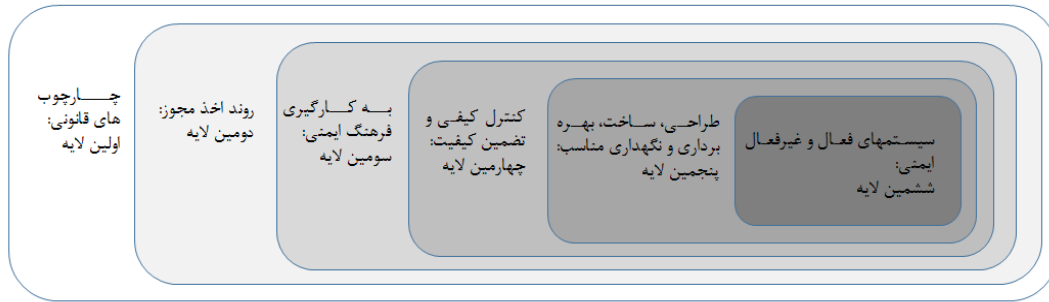 چارچوب
های قانونی:
اولین لایه
روند اخذ مجوز:
دومین لایه
به کارگیری
فرهنگ ایمنی:
سومین لایه
کنترل کیفی و
تضمین کیفیت:
چهارمین لایه
طراحی، ساخت، بهره
برداری و نگهداری مناسب:
پنجمین لایه
سیستمهای فعال و غیرفعال
ایمنی:
ششمین لایه